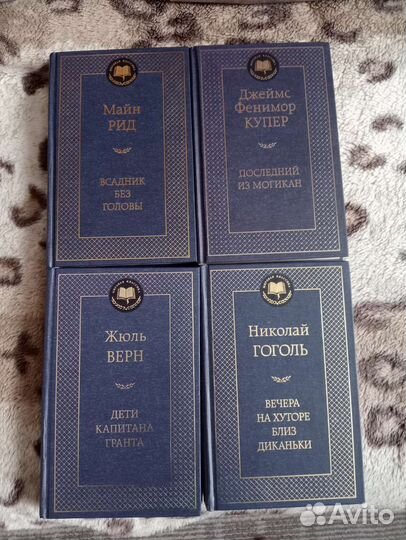 Майн
РИД
ВСАДНИК
БЕЗ
ГОЛОВЫ
Джеймс
Фенимор
КУПЕР
ПОСЛЕДНИЙ
ИЗ МОГИКАН
Жюль
ВЕРН
ДЕТИ
КАПИТАНА
ГРАНТА
Николай
ГОГОЛЬ
ВЕЧЕРА
НА ХУТОРЕ
БЛИЗ
ДИКАНЬКИ
Avito